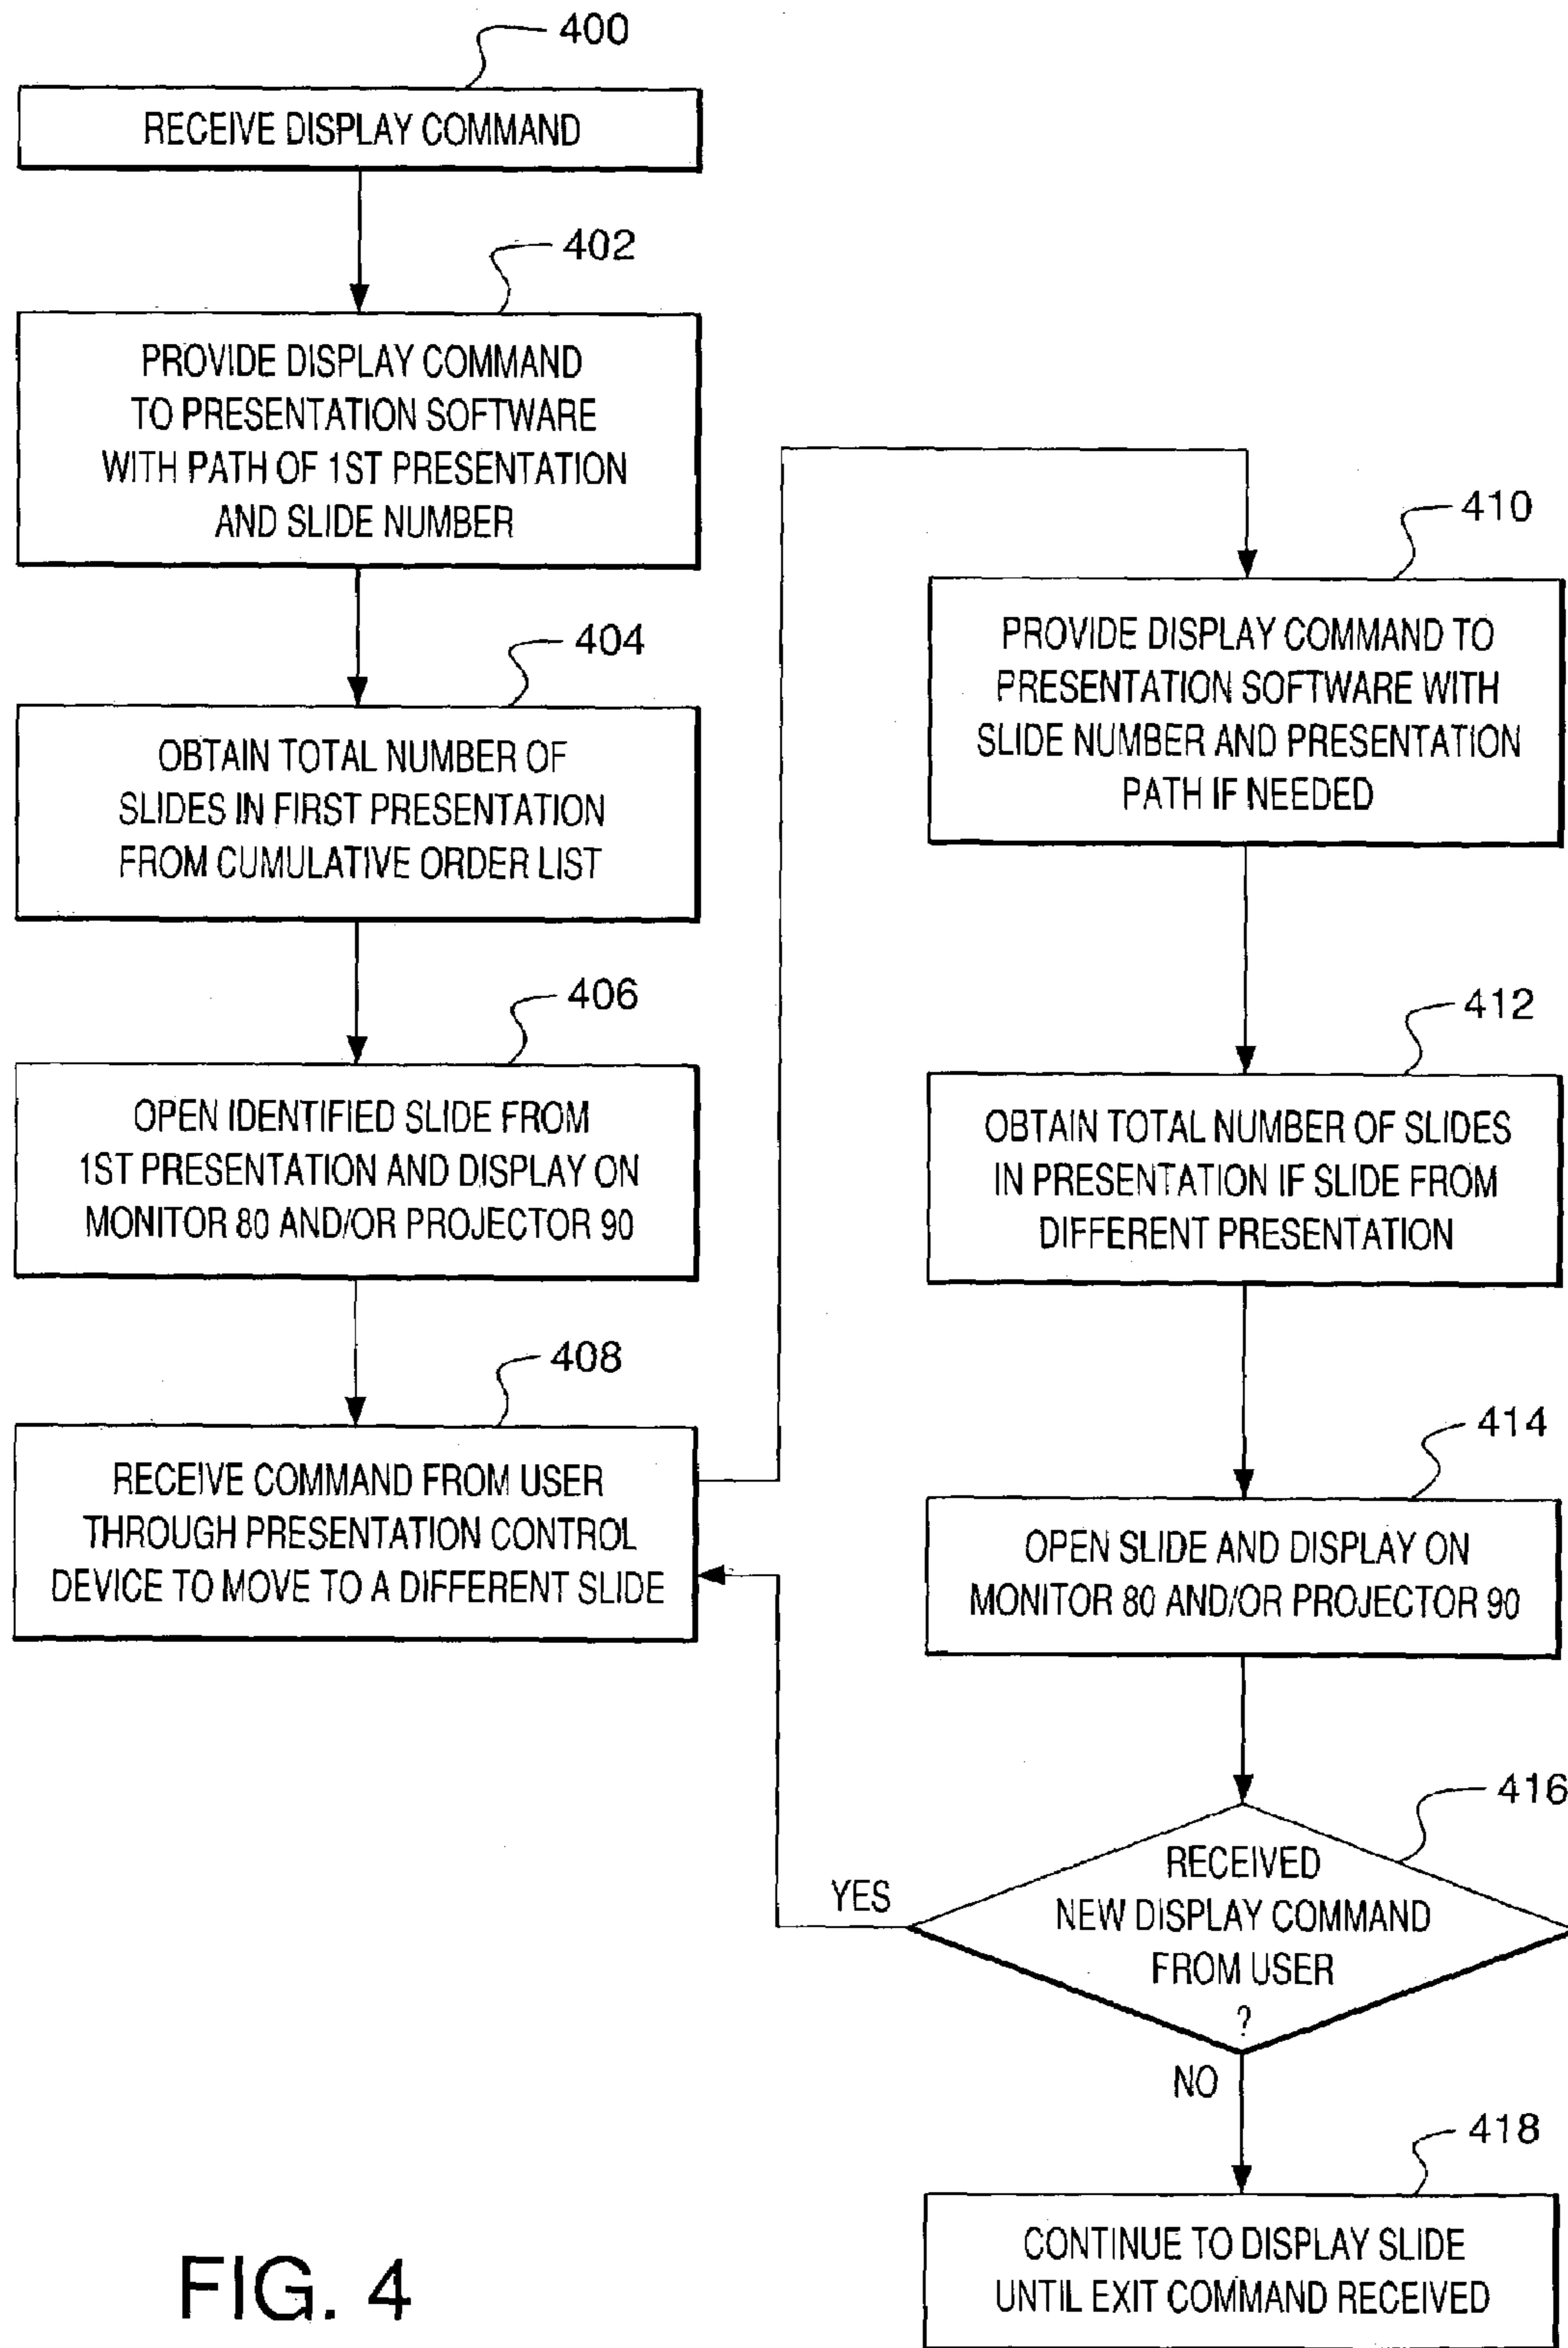 400
RECEIVE DISPLAY COMMAND
402
PROVIDE DISPLAY COMMAND
TO PRESENTATION SOFTWARE
WITH PATH OF 1ST PRESENTATION
AND SLIDE NUMBER
404
OBTAIN TOTAL NUMBER OF
SLIDES IN FIRST PRESENTATION
FROM CUMULATIVE ORDER LIST
406
OPEN IDENTIFIED SLIDE FROM
1ST PRESENTATION AND DISPLAY ON
MONITOR 80 AND/OR PROJECTOR 90
408
RECEIVE COMMAND FROM USER
THROUGH PRESENTATION CONTROL
DEVICE TO MOVE TO A DIFFERENT SLIDE
410
PROVIDE DISPLAY COMMAND TO
PRESENTATION SOFTWARE WITH
SLIDE NUMBER AND PRESENTATION
PATH IF NEEDED
412
OBTAIN TOTAL NUMBER OF SLIDES
IN PRESENTATION IF SLIDE FROM
DIFFERENT PRESENTATION
414
OPEN SLIDE AND DISPLAY ON
MONITOR 80 AND/OR PROJECTOR 90
416
RECEIVED
NEW DISPLAY COMMAND
FROM USER
?
YES
NO
418
CONTINUE TO DISPLAY SLIDE
UNTIL EXIT COMMAND RECEIVED
FIG. 4